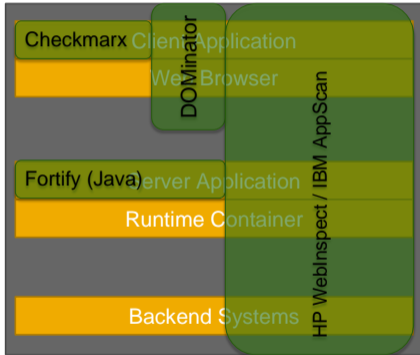 Checkmarx
Client Application
Web Browser
DOMinator
Fortify (Java)
Server Application
Runtime Container
HP WebInspect / IBM AppScan
Backend Systems